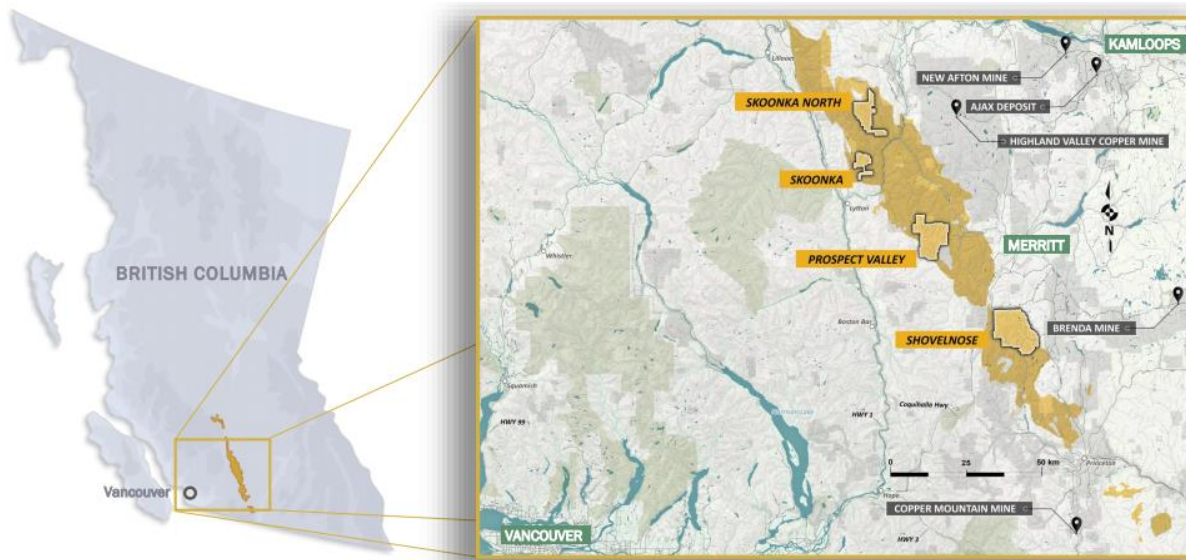 BRITISH COLUMBIA
Vancouver
KAMLOOPS
NEW AFTON MINE
AJAX DEPOSIT
HIGHLAND VALLEY COPPER MINE
Lillooet
SKOONKA NORTH
SKOONKA
Lytton
N
MERRITT
Whistler
PROSPECT VALLEY
BRENDA MINE
Boston Bar
SHOVELNOSE
Squamish
HWY 99
HWY 1
Coquihalla Hwy
0 25 50 km
Princeton
Hope
COPPER MOUNTAIN MINE
VANCOUVER
HWY 3